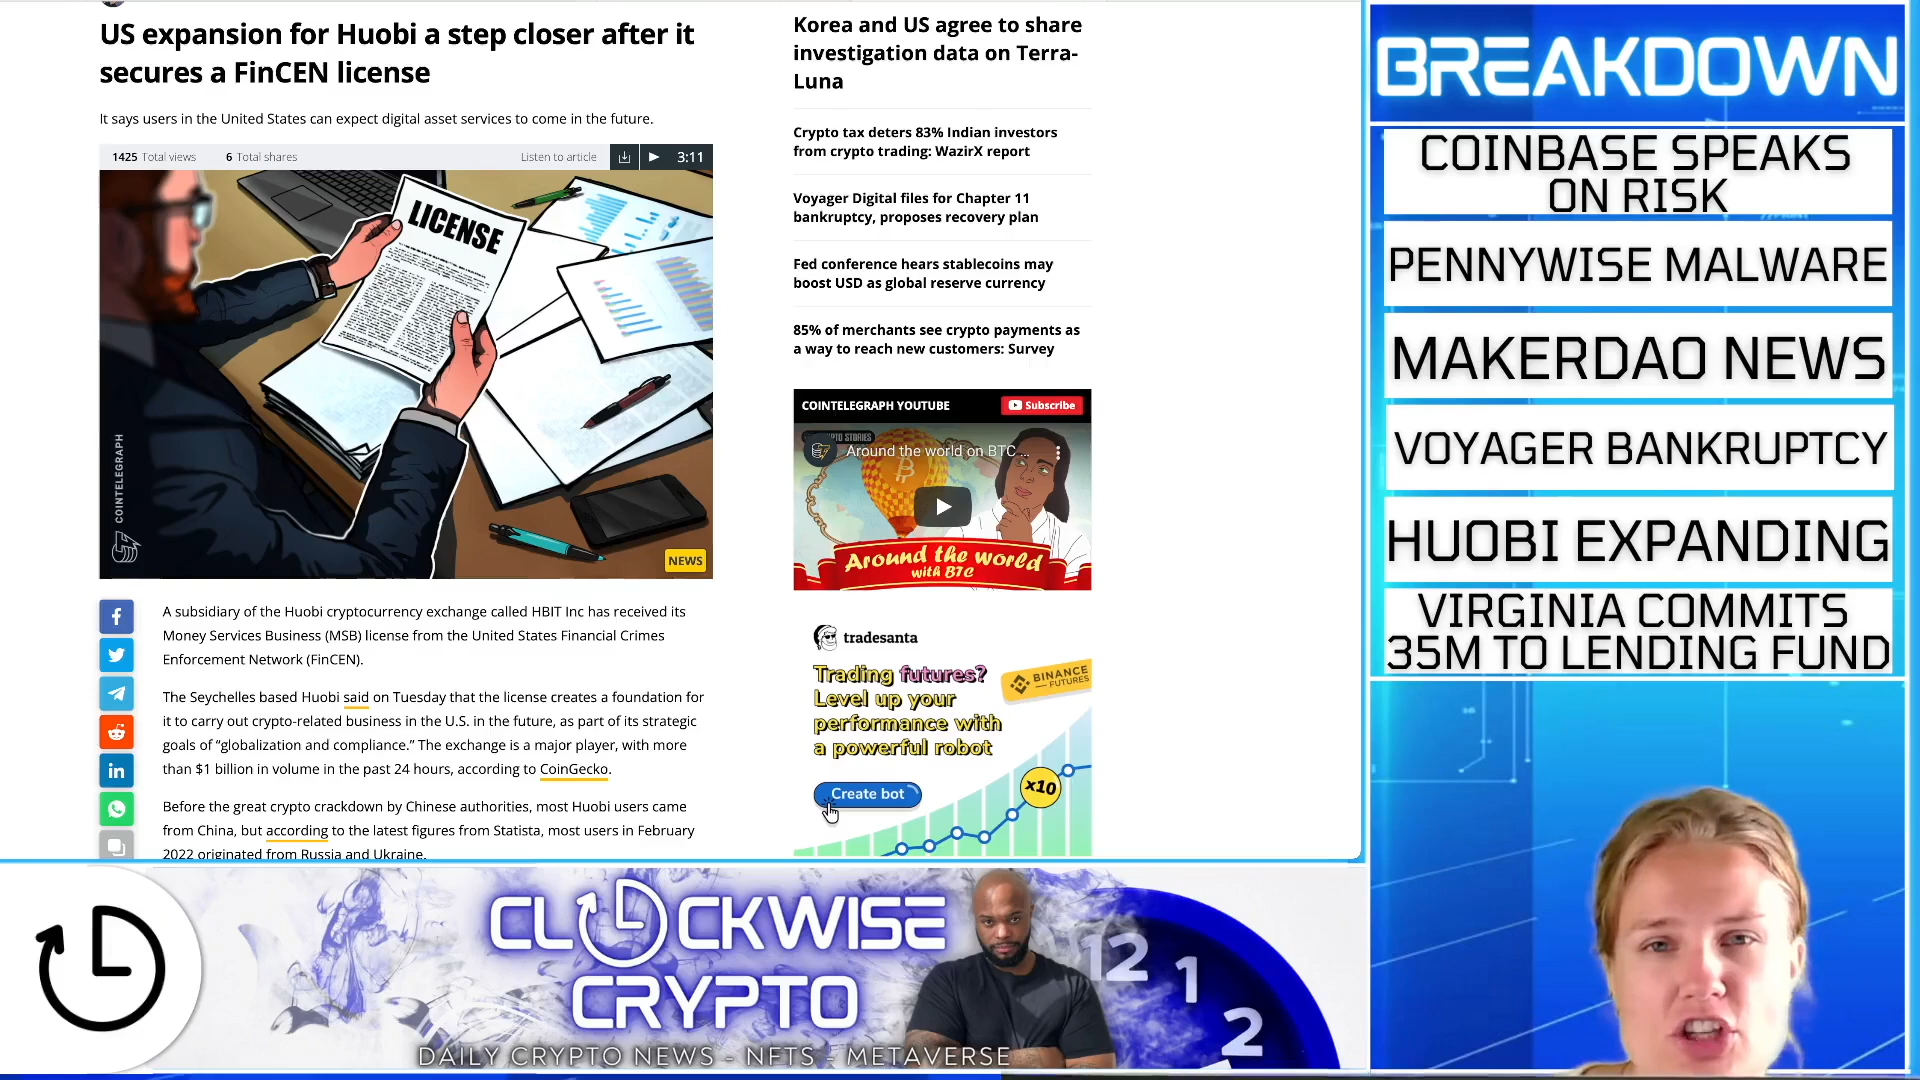 US expansion for Huobi a step closer after it
secures a FinCEN license
It says users in the United States can expect digital asset services to come in the future.
1425 Total views 6 Total shares
Listen to article
3:11
LICENSE
COINTELEGRAPH
NEWS
A subsidiary of the Huobi cryptocurrency exchange called HBIT Inc has received its
Money Services Business (MSB) license from the United States Financial Crimes
Enforcement Network (FinCEN).
The Seychelles based Huobi said on Tuesday that the license creates a foundation for
it to carry out crypto-related business in the U.S. in the future, as part of its strategic
goals of “globalization and compliance.” The exchange is a major player, with more
than $1 billion in volume in the past 24 hours, according to CoinGecko.
Before the great crypto crackdown by Chinese authorities, most Huobi users came
from China, but according to the latest figures from Statista, most users in February
2022 originated from Russia and Ukraine.
Korea and US agree to share
investigation data on Terra-
Luna
Crypto tax deters 83% Indian investors
from crypto trading: WazirX report
Voyager Digital files for Chapter 11
bankruptcy, proposes recovery plan
Fed conference hears stablecoins may
boost USD as global reserve currency
85% of merchants see crypto payments as
a way to reach new customers: Survey
COINTELEGRAPH YOUTUBE
Subscribe
Around the world on BTC...
Around the world
with BTC
tradesanta
Trading futures?
Level up your
performance with
a powerful robot
BINANCE
FUTURES
Create bot
x10
BREAKDOWN
COINBASE SPEAKS
ON RISK
PENNYWISE MALWARE
MAKERDAO NEWS
VOYAGER BANKRUPTCY
HUOBI EXPANDING
VIRGINIA COMMITS
35M TO LENDING FUND
CLOCKWISE
CRYPTO
DAILY CRYPTO NEWS - NFTS - METAVERSE
12
1
2